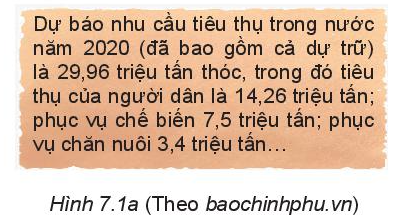 Dự báo nhu cầu tiêu thụ trong nước
năm 2020 (đã bao gồm cả dự trữ)
là 29,96 triệu tấn thóc, trong đó tiêu
thụ của người dân là 14,26 triệu tấn;
phục vụ chế biến 7,5 triệu tấn; phục
vụ chăn nuôi 3,4 triệu tấn…
Hình 7.1a (Theo baochinhphu.vn)